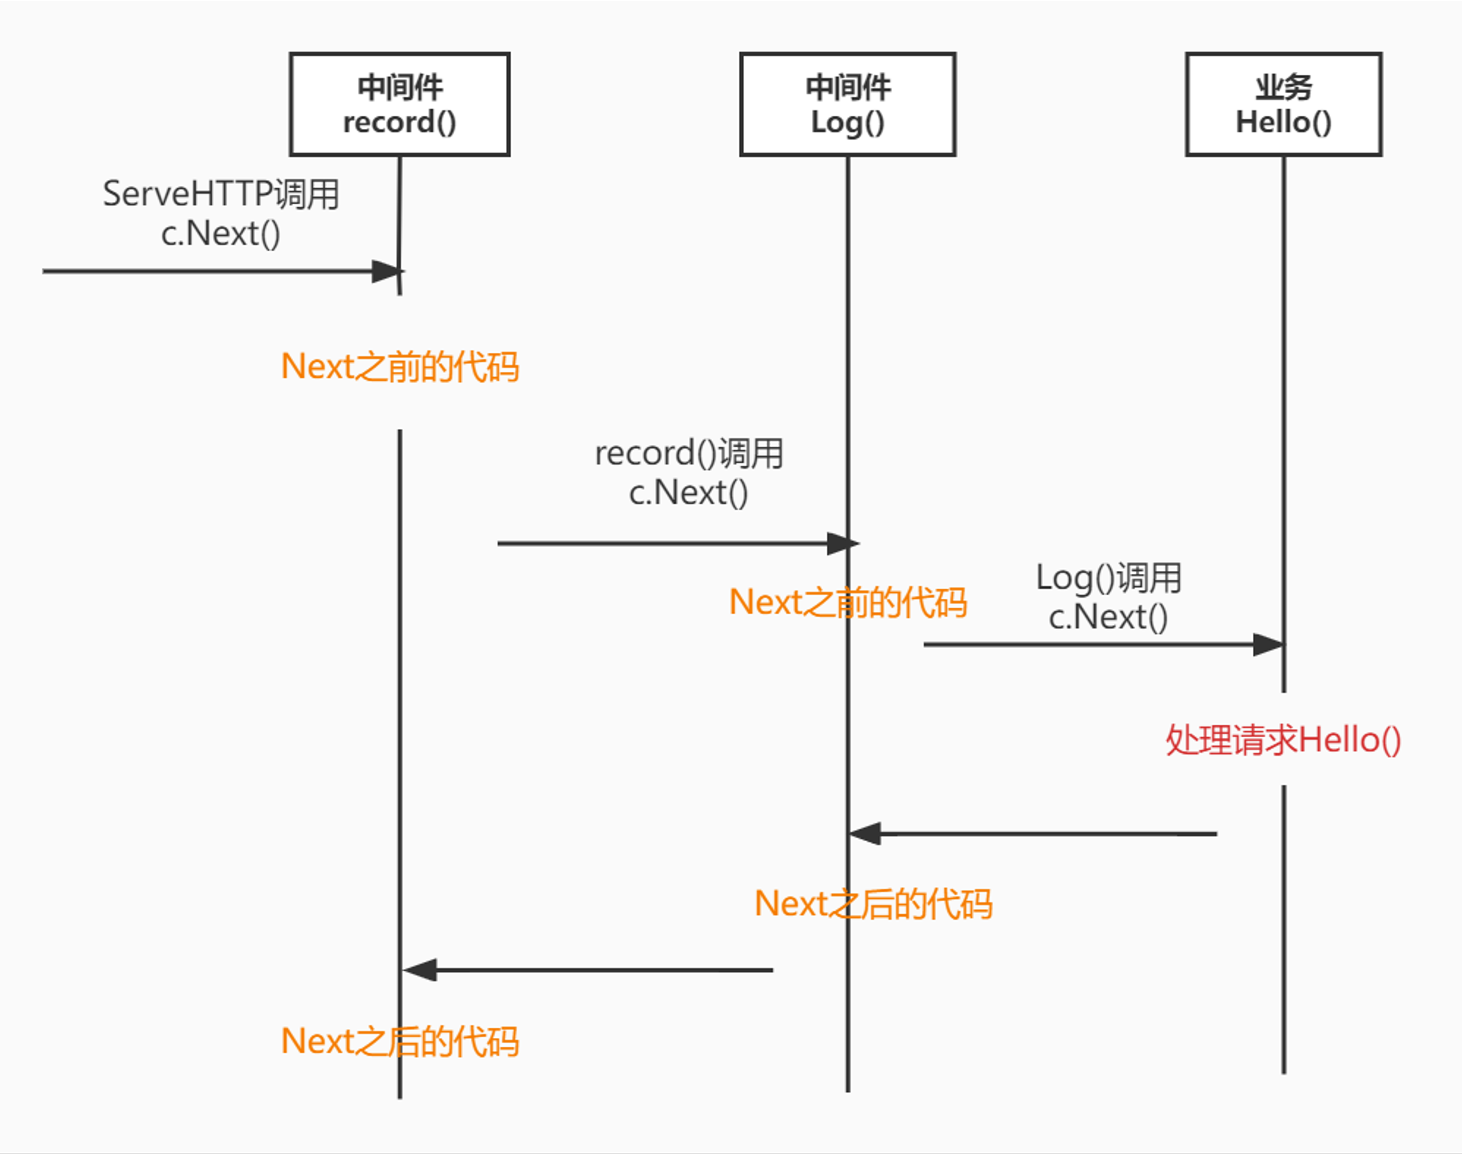 中间件
record()
中间件
Log()
业务
Hello()
ServeHTTP调用
c.Next()
Next之前的代码
record()调用
c.Next()
Next之前的代码
Log()调用
c.Next()
处理请求Hello()
Next之后的代码
Next之后的代码